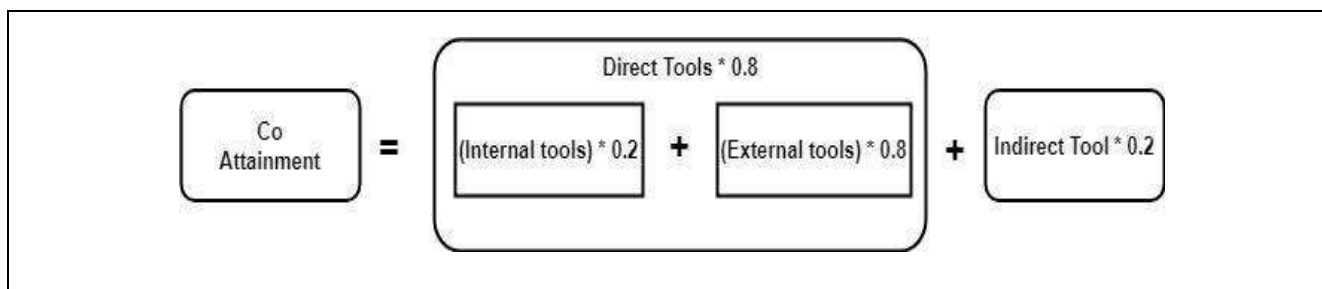 Direct Tools * 0.8
Co
Attainment
=
(Internal tools) * 0.2
+
(External tools) * 0.8
+
Indirect Tool * 0.2